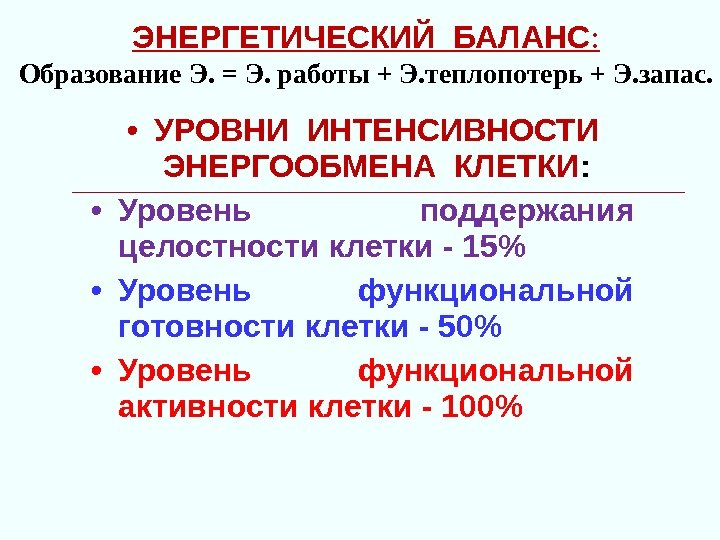 ЭНЕРГЕТИЧЕСКИЙ БАЛАНС:
Образование Э. = Э. работы + Э.теплопотерь + Э.запас.
• УРОВНИ ИНТЕНСИВНОСТИ
ЭНЕРГООБМЕНА КЛЕТКИ:
• Уровень поддержания
целостности клетки - 15%
• Уровень функциональной
готовности клетки - 50%
• Уровень функциональной
активности клетки - 100%